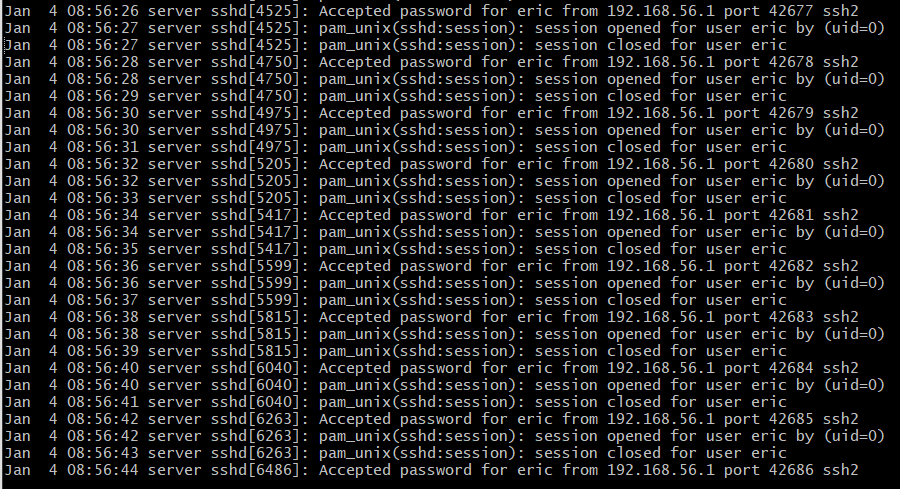 Jan  4 08:56:26 server sshd[4525]: Accepted password for eric from 192.168.56.1 port 42677 ssh2
Jan  4 08:56:27 server sshd[4525]: pam_unix(sshd:session): session opened for user eric by (uid=0)
Jan  4 08:56:27 server sshd[4525]: pam_unix(sshd:session): session closed for user eric
Jan  4 08:56:28 server sshd[4750]: Accepted password for eric from 192.168.56.1 port 42678 ssh2
Jan  4 08:56:28 server sshd[4750]: pam_unix(sshd:session): session opened for user eric by (uid=0)
Jan  4 08:56:29 server sshd[4750]: pam_unix(sshd:session): session closed for user eric
Jan  4 08:56:30 server sshd[4975]: Accepted password for eric from 192.168.56.1 port 42679 ssh2
Jan  4 08:56:30 server sshd[4975]: pam_unix(sshd:session): session opened for user eric by (uid=0)
Jan  4 08:56:31 server sshd[4975]: pam_unix(sshd:session): session closed for user eric
Jan  4 08:56:32 server sshd[5205]: Accepted password for eric from 192.168.56.1 port 42680 ssh2
Jan  4 08:56:32 server sshd[5205]: pam_unix(sshd:session): session opened for user eric by (uid=0)
Jan  4 08:56:33 server sshd[5205]: pam_unix(sshd:session): session closed for user eric
Jan  4 08:56:34 server sshd[5417]: Accepted password for eric from 192.168.56.1 port 42681 ssh2
Jan  4 08:56:34 server sshd[5417]: pam_unix(sshd:session): session opened for user eric by (uid=0)
Jan  4 08:56:35 server sshd[5417]: pam_unix(sshd:session): session closed for user eric
Jan  4 08:56:36 server sshd[5599]: Accepted password for eric from 192.168.56.1 port 42682 ssh2
Jan  4 08:56:36 server sshd[5599]: pam_unix(sshd:session): session opened for user eric by (uid=0)
Jan  4 08:56:37 server sshd[5599]: pam_unix(sshd:session): session closed for user eric
Jan  4 08:56:38 server sshd[5815]: Accepted password for eric from 192.168.56.1 port 42683 ssh2
Jan  4 08:56:38 server sshd[5815]: pam_unix(sshd:session): session opened for user eric by (uid=0)
Jan  4 08:56:39 server sshd[5815]: pam_unix(sshd:session): session closed for user eric
Jan  4 08:56:40 server sshd[6040]: Accepted password for eric from 192.168.56.1 port 42684 ssh2
Jan  4 08:56:40 server sshd[6040]: pam_unix(sshd:session): session opened for user eric by (uid=0)
Jan  4 08:56:41 server sshd[6040]: pam_unix(sshd:session): session closed for user eric
Jan  4 08:56:42 server sshd[6263]: Accepted password for eric from 192.168.56.1 port 42685 ssh2
Jan  4 08:56:42 server sshd[6263]: pam_unix(sshd:session): session opened for user eric by (uid=0)
Jan  4 08:56:43 server sshd[6263]: pam_unix(sshd:session): session closed for user eric
Jan  4 08:56:44 server sshd[6486]: Accepted password for eric from 192.168.56.1 port 42686 ssh2